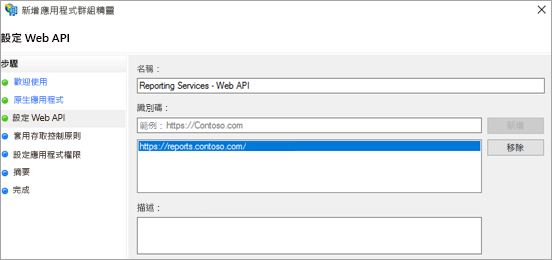 新增應用程式群組精靈
設定 Web API
步驟
歡迎使用
原生應用程式
設定 Web API
套用存取控制原則
設定應用程式權限
摘要
完成
名稱：
Reporting Services - Web API
識別碼：
範例：https://Contoso.com
新增
https://reports.contoso.com/
移除
描述：